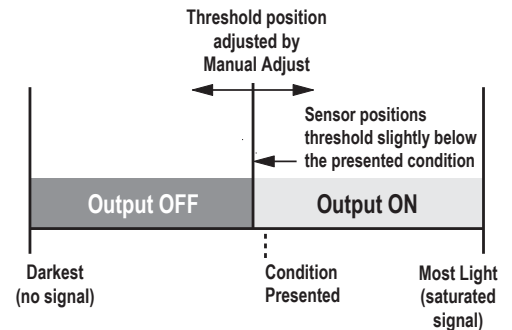 Threshold position
adjusted by
Manual Adjust
Sensor positions
threshold slightly below
the presented condition
Output OFF
Output ON
Darkest
(no signal)
Condition
Presented
Most Light
(saturated
signal)